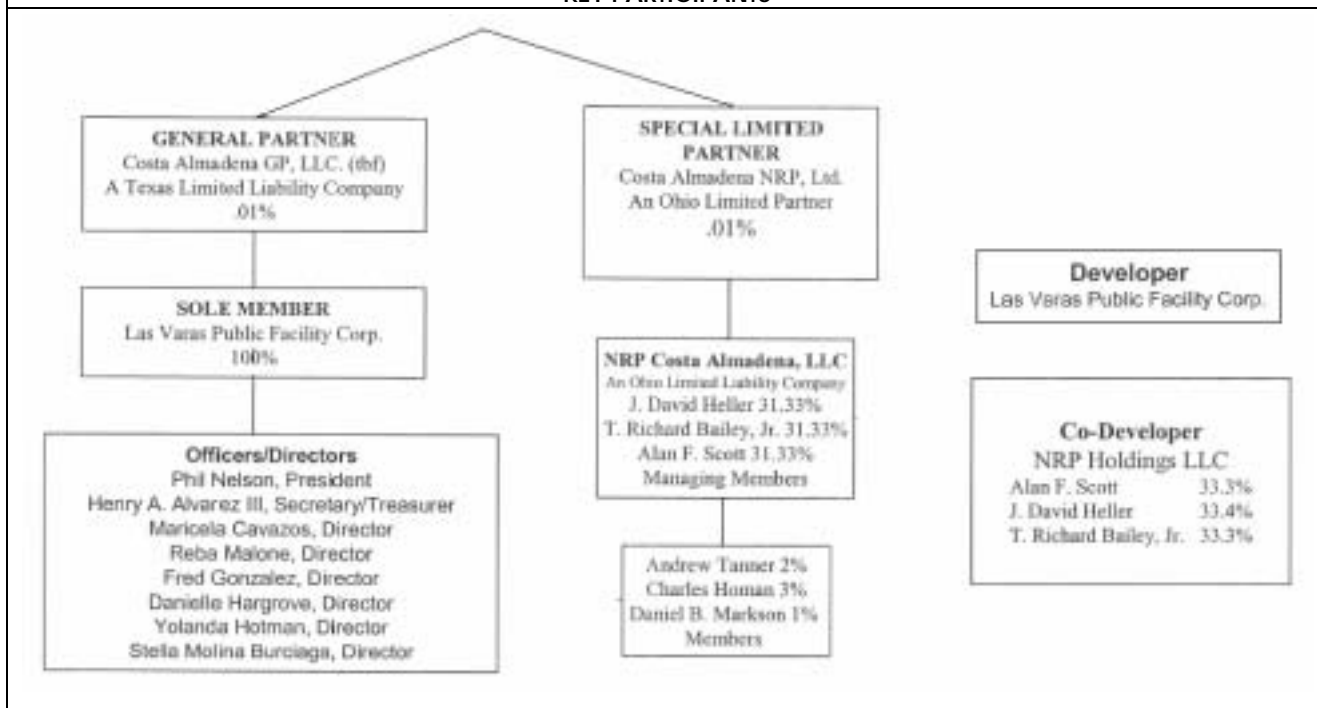 KEY PARTICIPANTS
GENERAL PARTNER
Costa Almadena GP, LLC. (tbf)
A Texas Limited Liability Company
.01%
SOLE MEMBER
Las Varas Public Facility Corp.
100%
Officers/Directors
Phil Nelson, President
Henry A. Alvarez III, Secretary/Treasurer
Maricela Cavazos, Director
Reba Malone, Director
Fred Gonzalez, Director
Danielle Hargrove, Director
Yolanda Hotman, Director
Stella Molina Burciaga, Director
SPECIAL LIMITED
PARTNER
Costa Almadena NRP, Ltd.
An Ohio Limited Partner
.01%
NRP Costa Almadena, LLC
An Ohio Limited Liability Company
J. David Heller 31.33%
T. Richard Bailey, Jr. 31.33%
Alan F. Scott 31.33%
Managing Members
Andrew Tanner 2%
Charles Homan 3%
Daniel B. Markson 1%
Members
Developer
Las Varas Public Facility Corp.
Co-Developer
NRP Holdings LLC
Alan F. Scott 33.3%
J. David Heller 33.4%
T. Richard Bailey, Jr. 33.3%